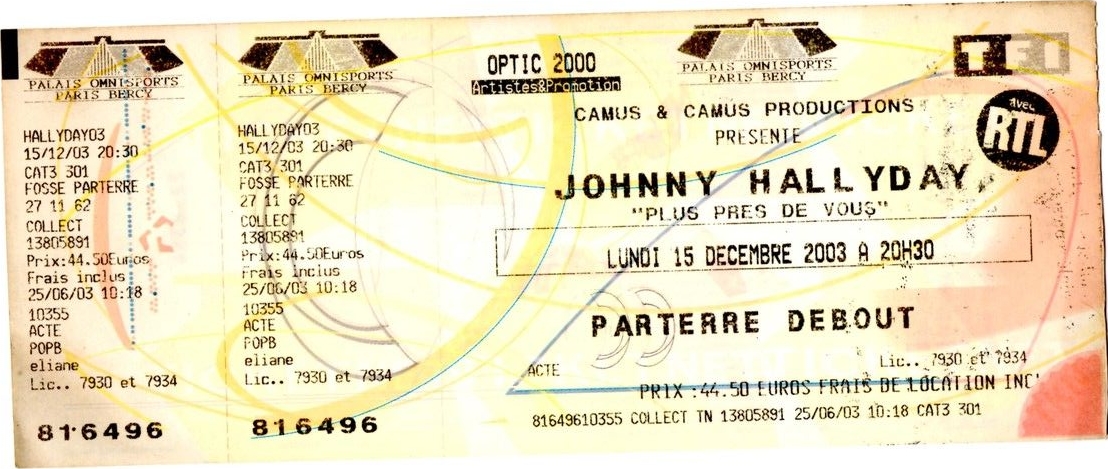 PALAIS OMNISPORTS
PARIS BERCY
HALLYDAY03
15/12/03 20:30
CAT3 301
FOSSE PARTERRE
27 11 62
COLLECT
13805891
Prix:44.50Euros
Frais inclus
25/06/03 10:18
10355
ACTE
POPB
eliane
Lic.. 7930 et 7934
816496
PALAIS OMNISPORTS
PARIS BERCY
HALLYDAY03
15/12/03 20:30
CAT3 301
FOSSE PARTERRE
27 11 62
COLLECT
13805891
Prix:44.50Euros
Frais inclus
25/06/03 10:18
10355
ACTE
POPB
eliane
Lic.. 7930 et 7934
816496
OPTIC 2000
Artistes&Promotion
PALAIS OMNISPORTS
PARIS BERCY
TF1
avec
RTL
CAMUS & CAMUS PRODUCTIONS
PRESENTE
JOHNNY HALLYDAY
"PLUS PRES DE VOUS"
LUNDI 15 DECEMBRE 2003 A 20H30
PARTERRE DEBOUT
ACTE
Lic.. 7930 et 7934
PRIX :44.50 EUROS FRAIS DE LOCATION INC'
81649610355 COLLECT TN 13805891 25/06/03 10:18 CAT3 301